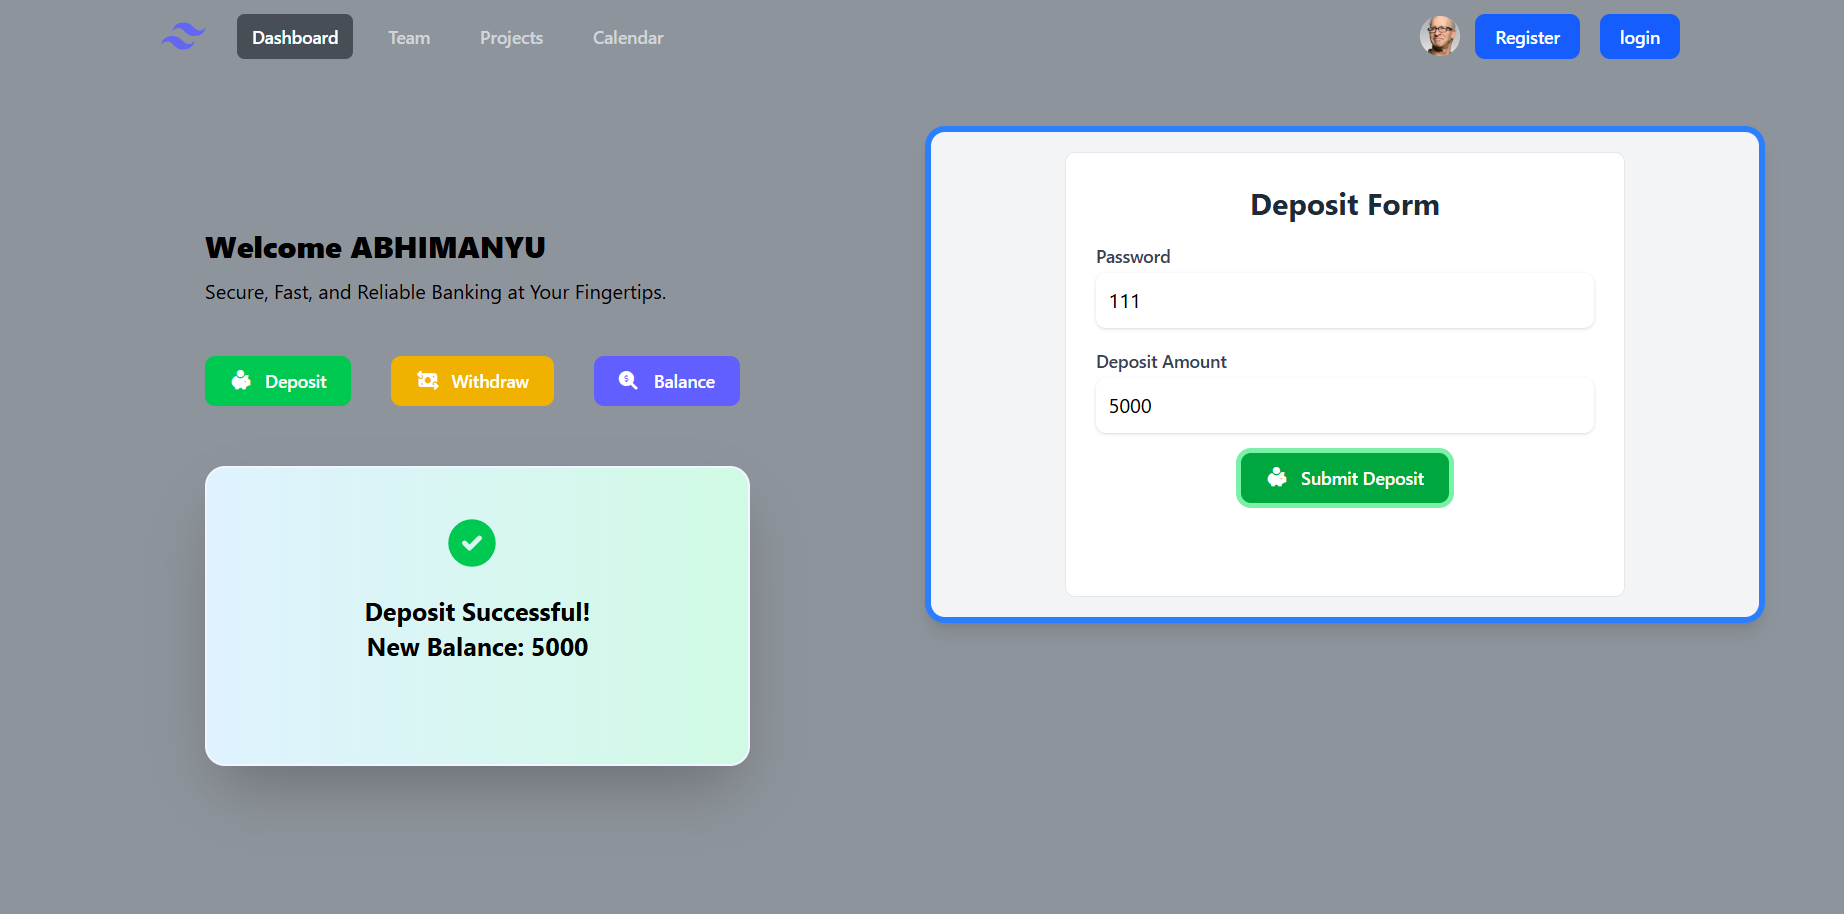 Dashboard
Team
Projects
Calendar
Register
login
Welcome ABHIMANYU
Secure, Fast, and Reliable Banking at Your Fingertips.
Deposit
Withdraw
Balance
Deposit Successful!
New Balance: 5000
Deposit Form
Password
111
Deposit Amount
5000
Submit Deposit